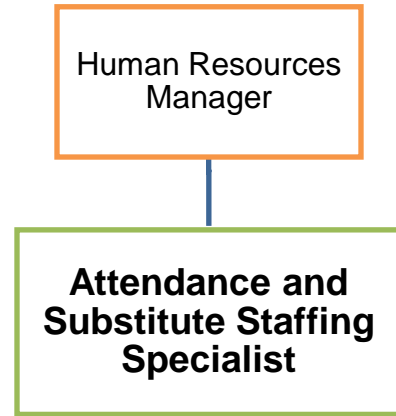 Human Resources
Manager
Attendance and
Substitute Staffing
Specialist